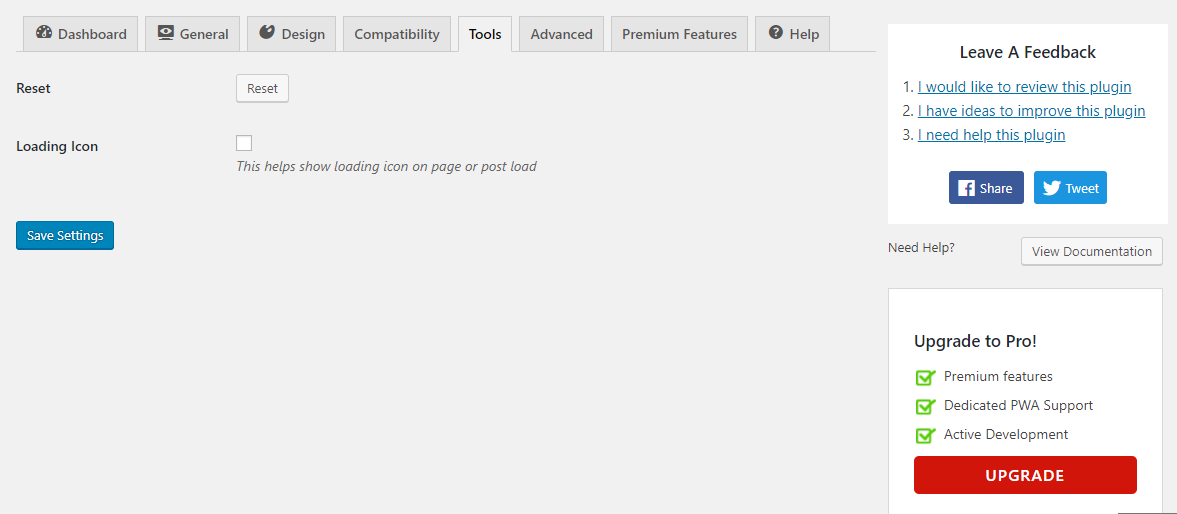 Dashboard General Design Compatibility Tools Advanced Premium Features Help
Reset Reset
Loading Icon
This helps show loading icon on page or post load
Save Settings
Leave A Feedback
1. I would like to review this plugin
2. I have ideas to improve this plugin
3. I need help this plugin
Share Tweet
Need Help? View Documentation
Upgrade to Pro!
Premium features
Dedicated PWA Support
Active Development
UPGRADE